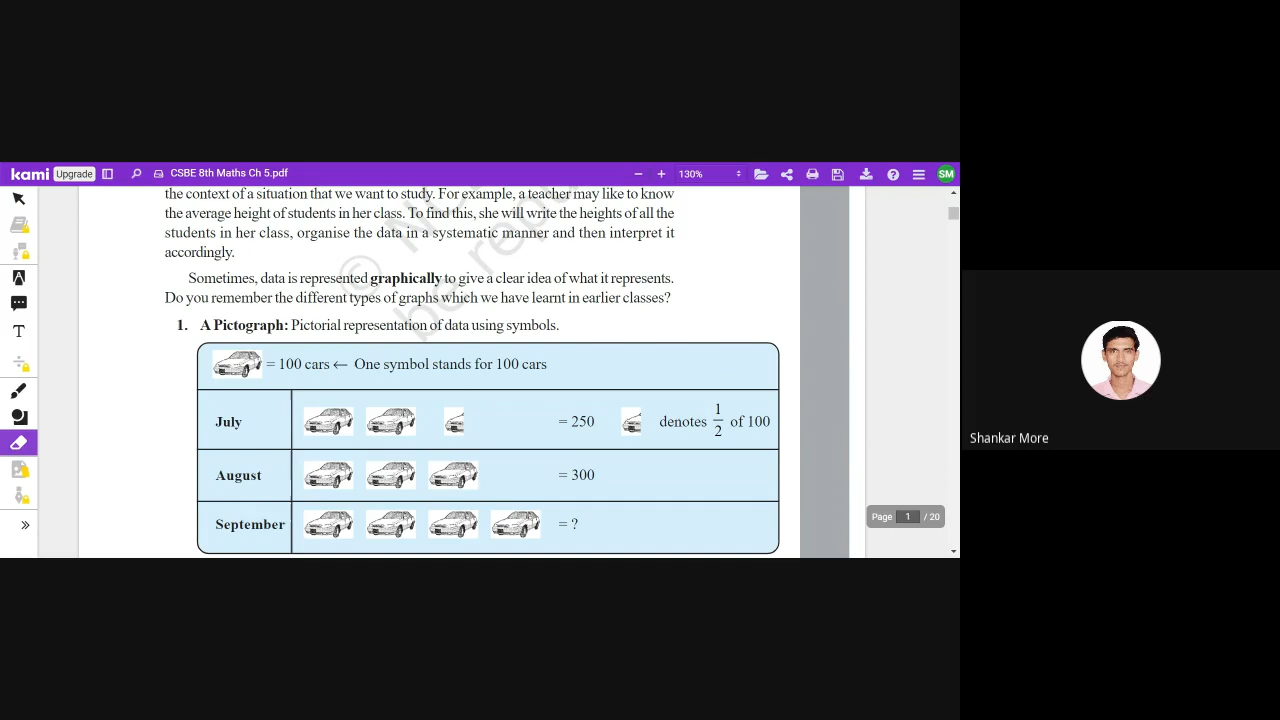 kami Upgrade CSBE 8th Maths Ch 5.pdf 130% SM
the context of a situation that we want to study. For example, a teacher may like to know
the average height of students in her class. To find this, she will write the heights of all the
students in her class, organise the data in a systematic manner and then interpret it
accordingly.
Sometimes, data is represented graphically to give a clear idea of what it represents.
Do you remember the different types of graphs which we have learnt in earlier classes?
1. A Pictograph: Pictorial representation of data using symbols.
= 100 cars ← One symbol stands for 100 cars
July = 250 denotes 1/2 of 100
August = 300
September = ?
Page 1 / 20
Shankar More